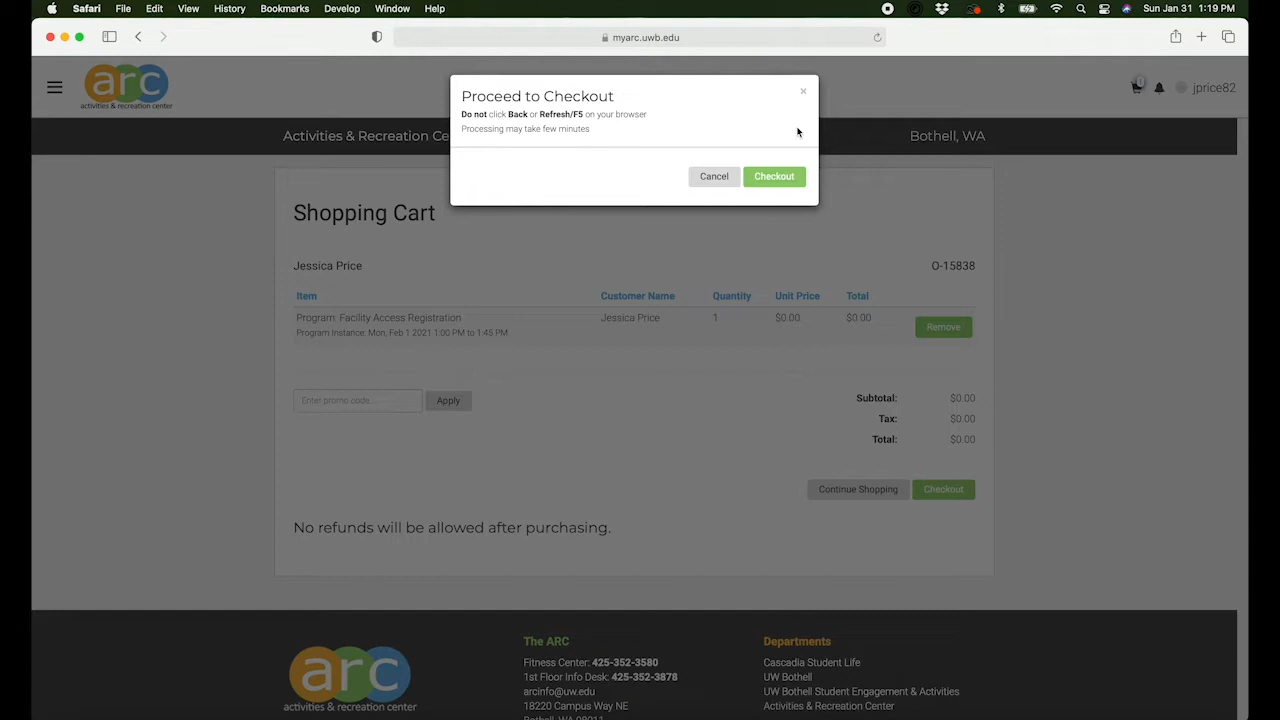 Safari File Edit View History Bookmarks Develop Window Help Sun Jan 31 1:19 PM
myarc.uwb.edu
arc
activities & recreation center
1
jprice82
Activities & Recreation Ce
Bothell, WA
Proceed to Checkout
×
Do not click Back or Refresh/F5 on your browser
Processing may take few minutes
Cancel Checkout
Shopping Cart
Jessica Price O-15838
Item Customer Name Quantity Unit Price Total
Program: Facility Access Registration Jessica Price 1 $0.00 $0.00
Program Instance: Mon, Feb 1 2021 1:00 PM to 1:45 PM
Remove
Enter promo code... Apply
Subtotal: $0.00
Tax: $0.00
Total: $0.00
Continue Shopping Checkout
No refunds will be allowed after purchasing.
arc
activities & recreation center
The ARC
Fitness Center: 425-352-3580
1st Floor Info Desk: 425-352-3878
arcinfo@uw.edu
18220 Campus Way NE
Bothell, WA 98011
Departments
Cascadia Student Life
UW Bothell
UW Bothell Student Engagement & Activities
Activities & Recreation Center